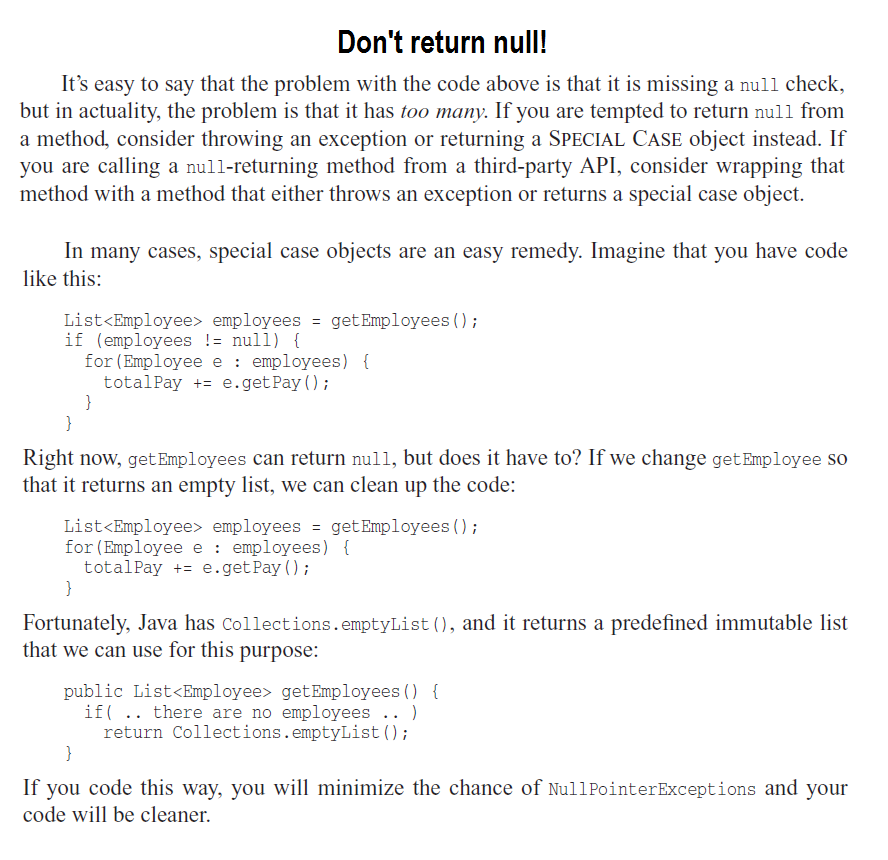 Don't return null!
It’s easy to say that the problem with the code above is that it is missing a null check,
but in actuality, the problem is that it has too many. If you are tempted to return null from
a method, consider throwing an exception or returning a SPECIAL CASE object instead. If
you are calling a null-returning method from a third-party API, consider wrapping that
method with a method that either throws an exception or returns a special case object.
In many cases, special case objects are an easy remedy. Imagine that you have code
like this:
List<Employee> employees = getEmployees();
if (employees != null) {
for(Employee e : employees) {
totalPay += e.getPay();
}
}
Right now, getEmployees can return null, but does it have to? If we change getEmployee so
that it returns an empty list, we can clean up the code:
List<Employee> employees = getEmployees();
for(Employee e : employees) {
totalPay += e.getPay();
}
Fortunately, Java has Collections.emptyList(), and it returns a predefined immutable list
that we can use for this purpose:
public List<Employee> getEmployees() {
if( .. there are no employees .. )
return Collections.emptyList();
}
If you code this way, you will minimize the chance of NullPointerExceptions and your
code will be cleaner.